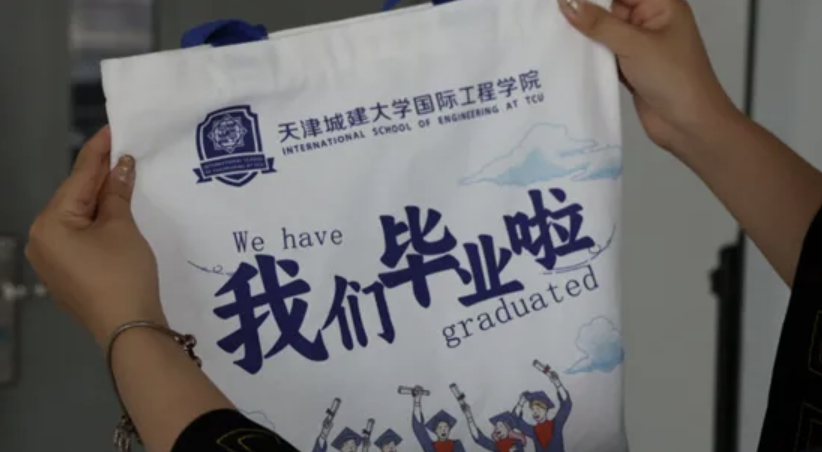 天津城建大学国际工程学院
INTERNATIONAL SCHOOL OF ENGINEERING AT TCU
We have
我们毕业啦
graduated